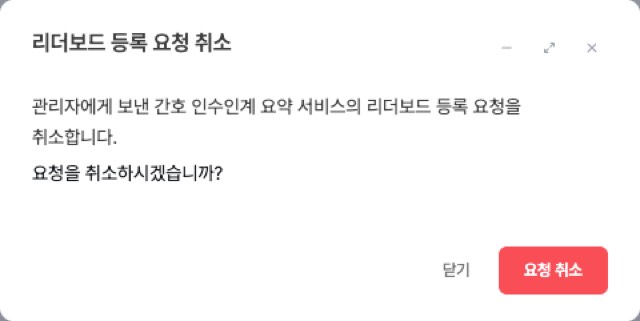 리더보드 등록 요청 취소
관리자에게 보낸 간호 인수인계 요약 서비스의 리더보드 등록 요청을
취소합니다.
요청을 취소하시겠습니까?
닫기
요청 취소